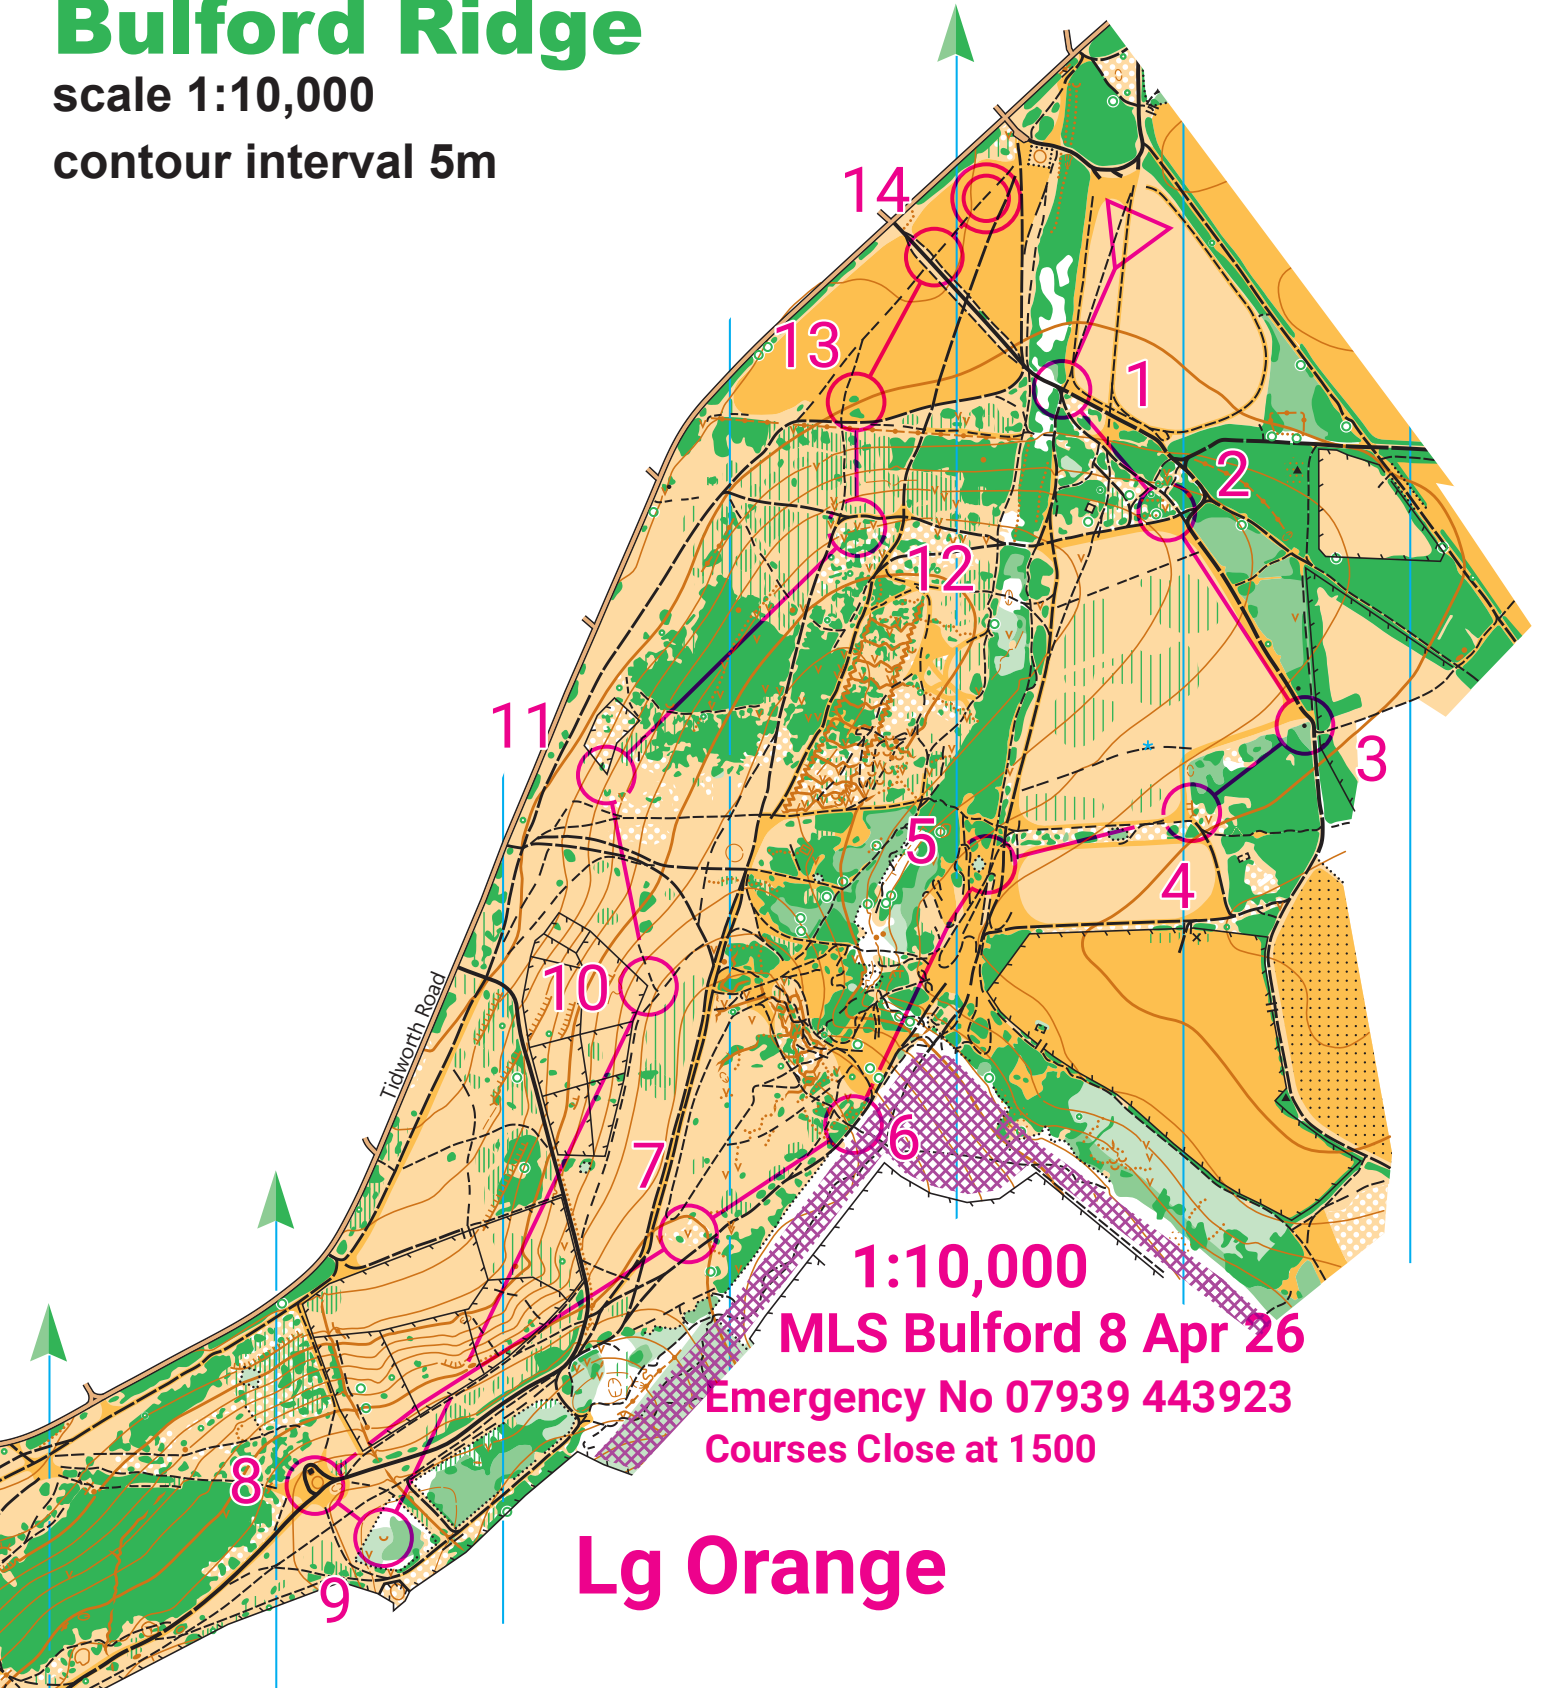 Bulford Ridge
scale 1:10,000
contour interval 5m
14
13
1
2
12
11
3
5
4
10
Tidworth Road
7
6
1:10,000
MLS Bulford 8 Apr 26
Emergency No 07939 443923
Courses Close at 1500
8
Lg Orange
9